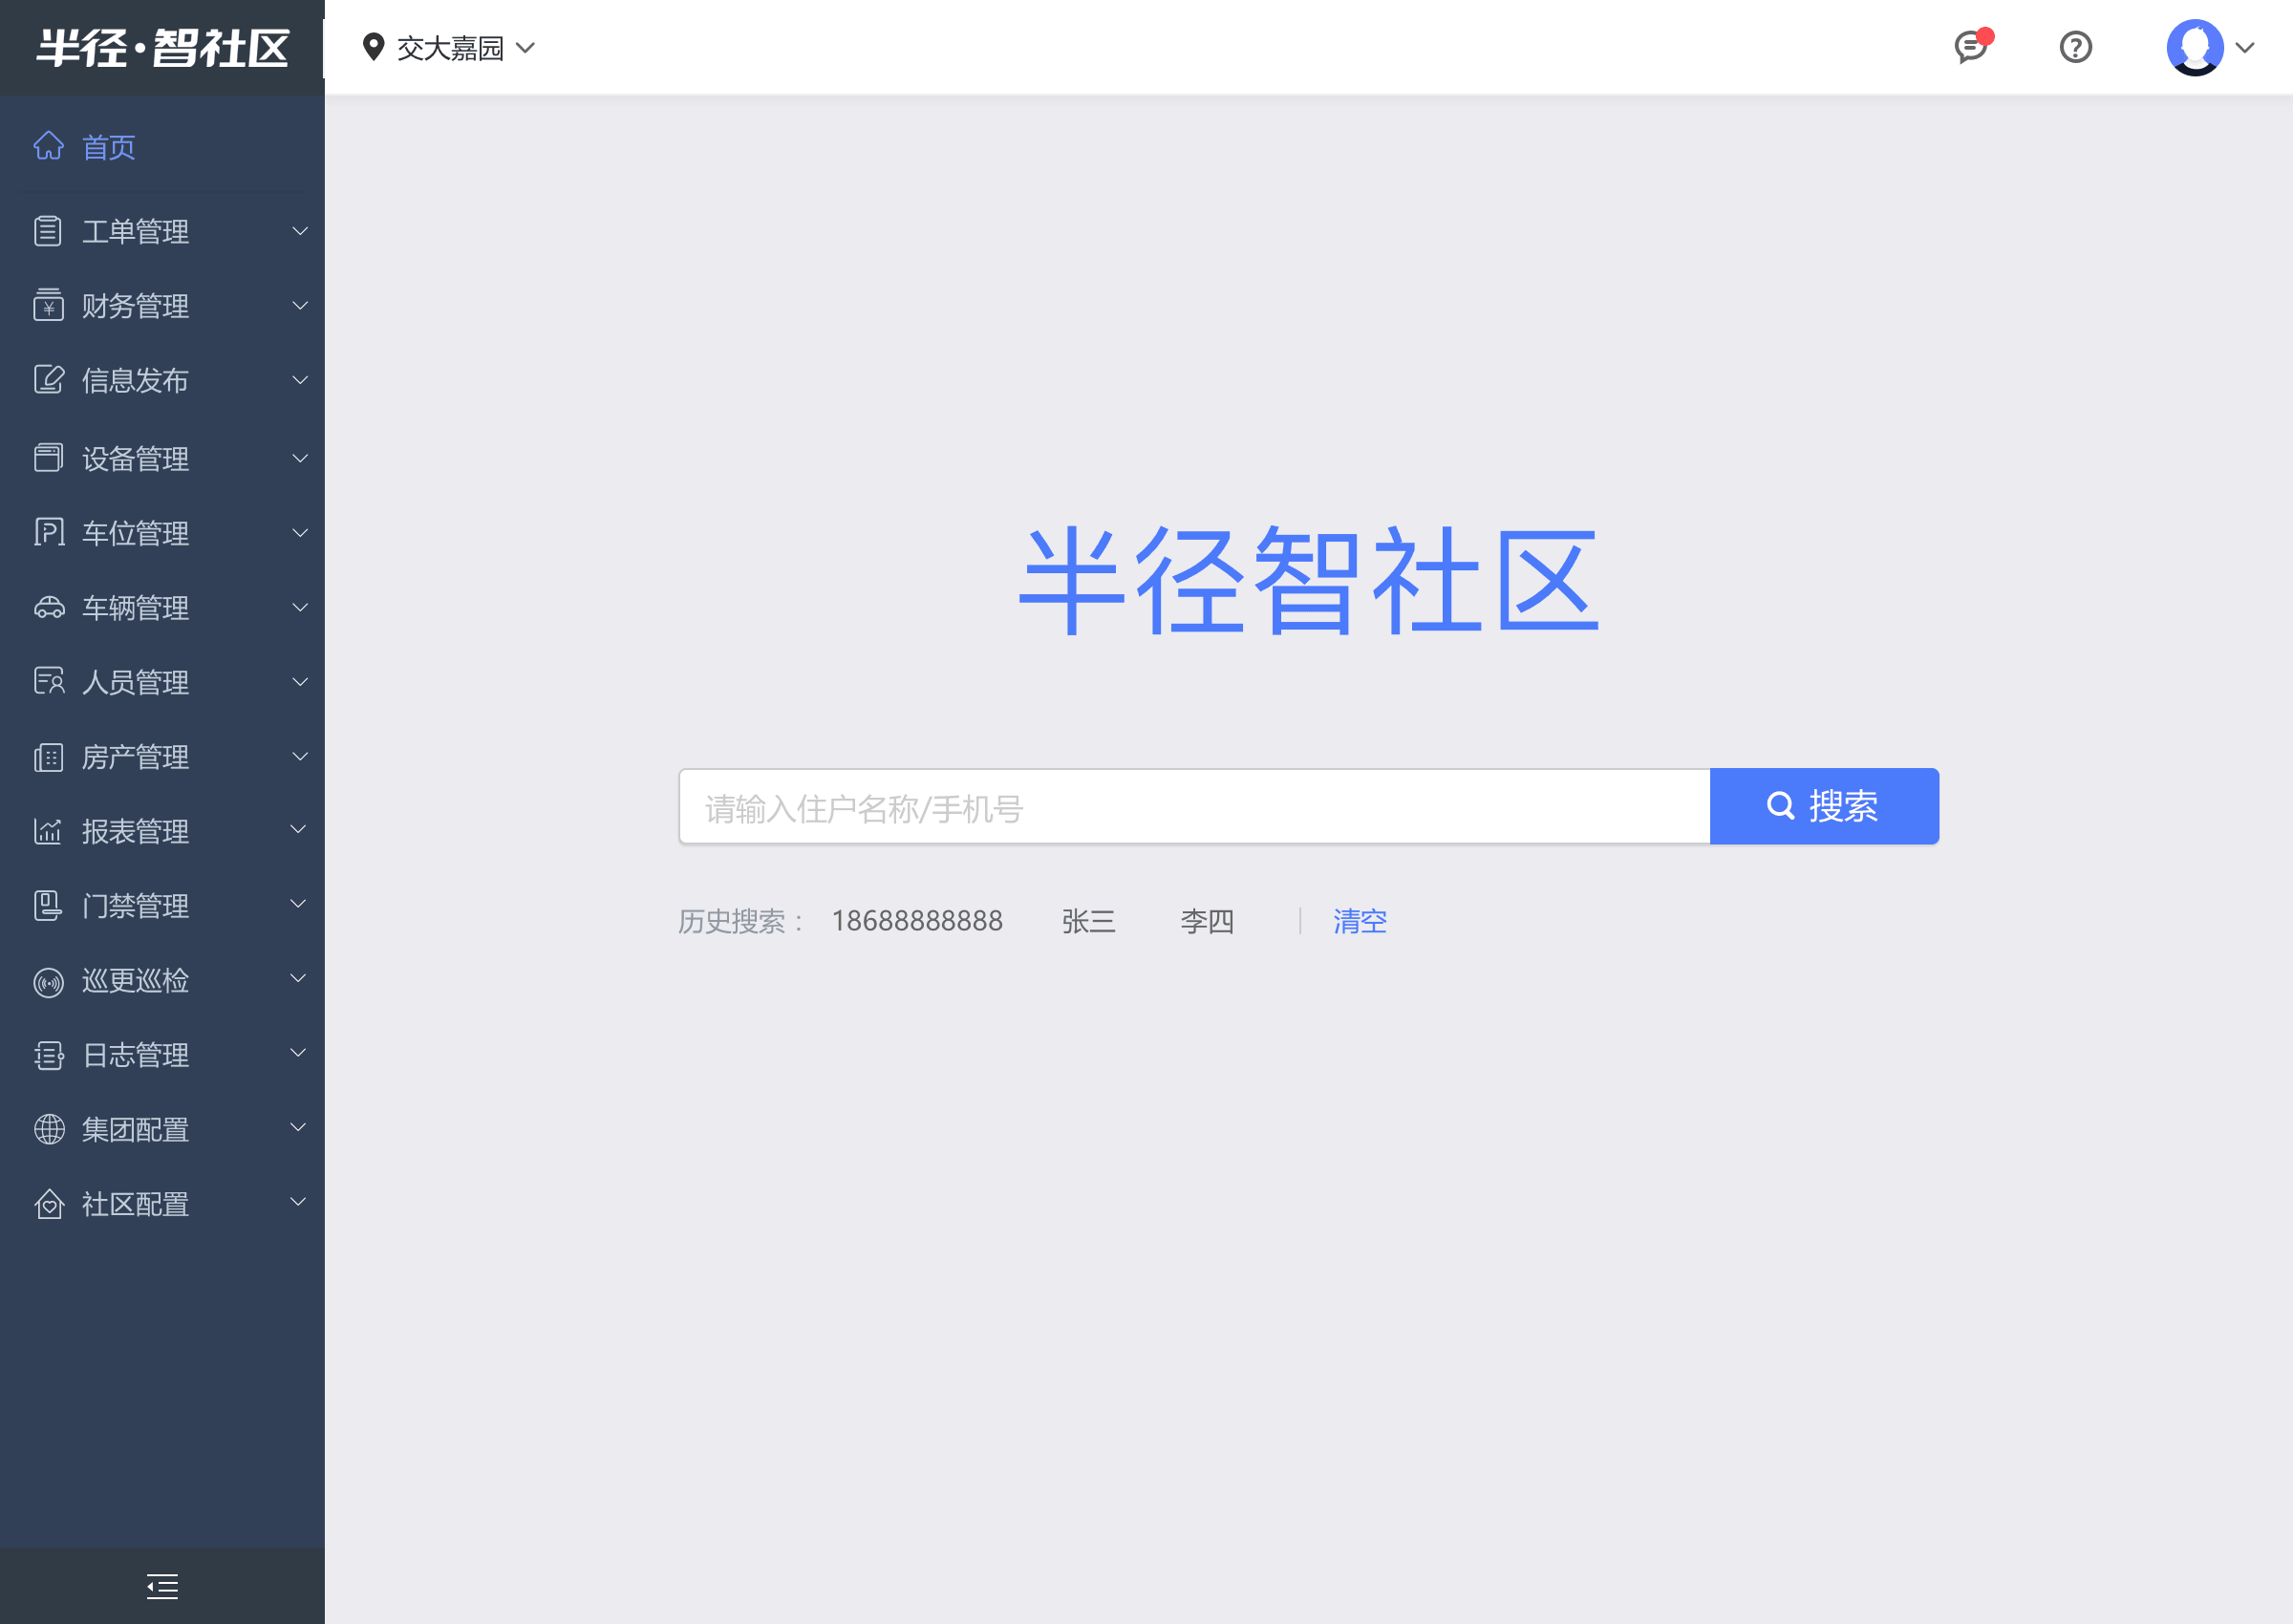 半径·智社区
交大嘉园
首页
工单管理
财务管理
信息发布
设备管理
车位管理
车辆管理
人员管理
房产管理
报表管理
门禁管理
巡更巡检
日志管理
集团配置
社区配置
半径智社区
请输入住户名称/手机号
搜索
历史搜索： 18688888888 张三 李四 | 清空